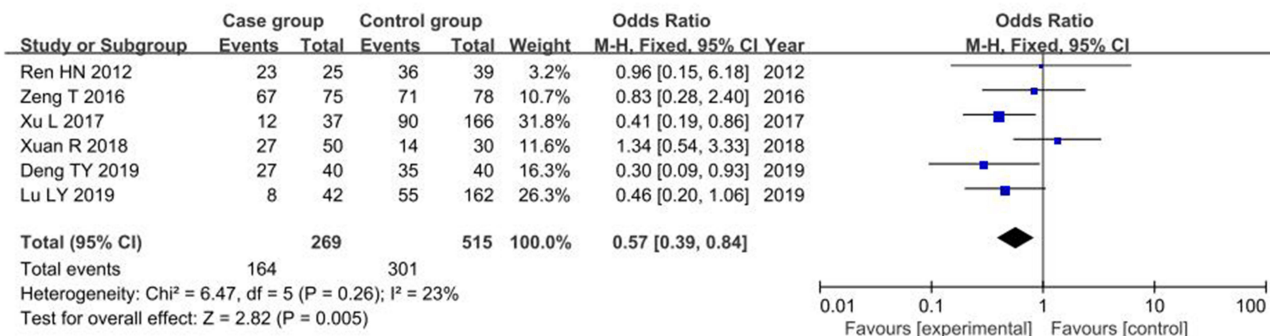 Case group Control group Odds Ratio Odds Ratio
Study or Subgroup Events Total Events Total Weight M-H, Fixed, 95% CI Year M-H, Fixed, 95% CI
Ren HN 2012 23 25 36 39 3.2% 0.96 [0.15, 6.18] 2012
Zeng T 2016 67 75 71 78 10.7% 0.83 [0.28, 2.40] 2016
Xu L 2017 12 37 90 166 31.8% 0.41 [0.19, 0.86] 2017
Xuan R 2018 27 50 14 30 11.6% 1.34 [0.54, 3.33] 2018
Deng TY 2019 27 40 35 40 16.3% 0.30 [0.09, 0.93] 2019
Lu LY 2019 8 42 55 162 26.3% 0.46 [0.20, 1.06] 2019
Total (95% CI) 269 515 100.0% 0.57 [0.39, 0.84]
Total events 164 301
Heterogeneity: Chi² = 6.47, df = 5 (P = 0.26); I² = 23%
Test for overall effect: Z = 2.82 (P = 0.005)
0.01 0.1 1 10 100
Favours [experimental] Favours [control]